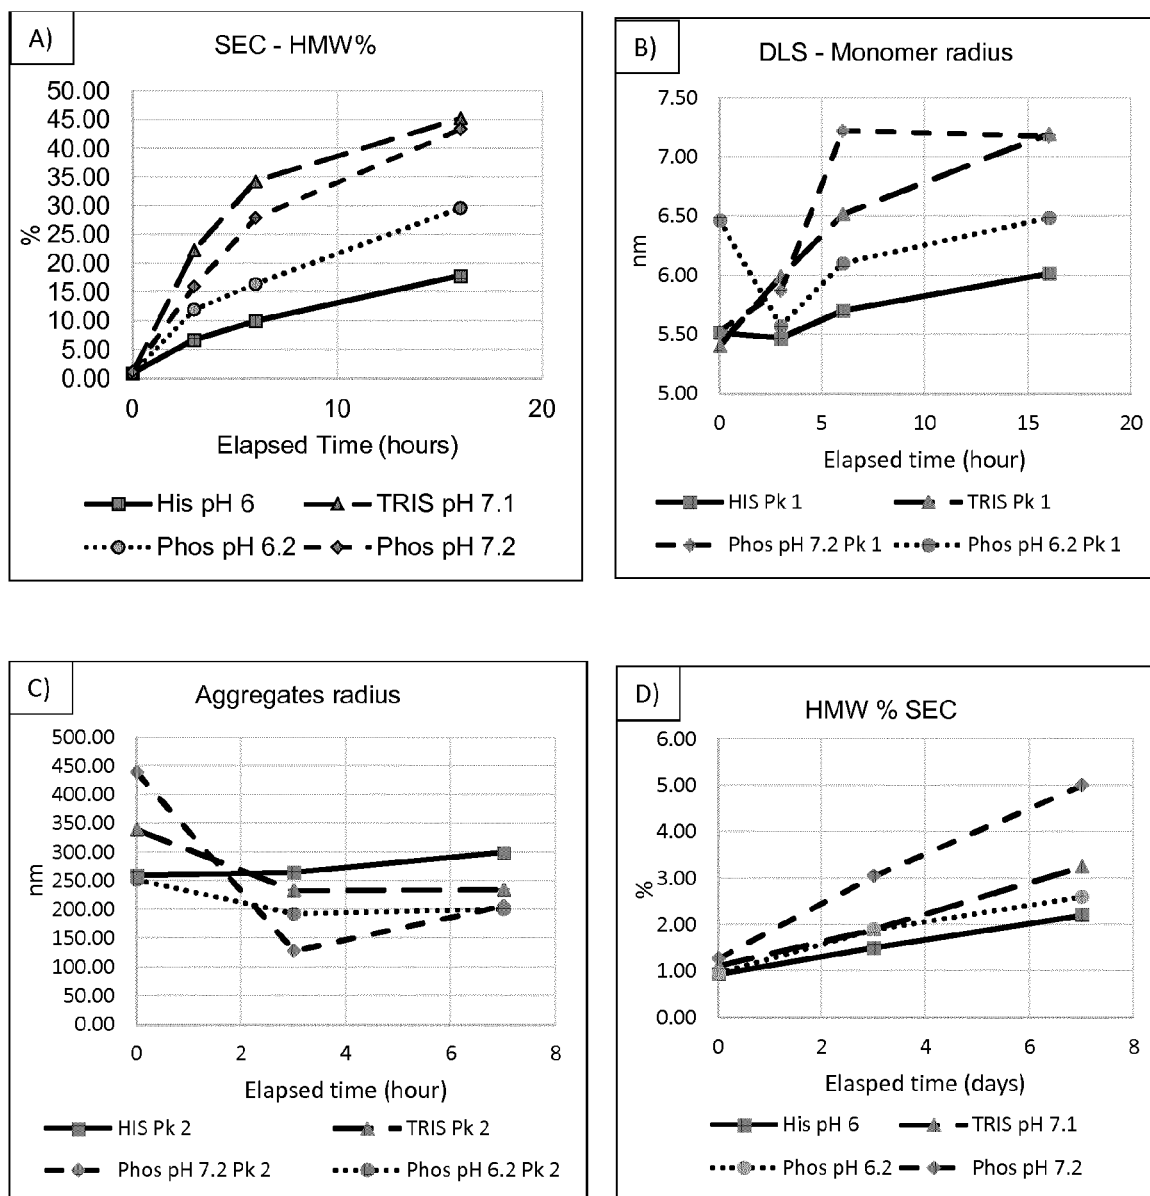 A)
SEC - HMW%
50.00
45.00
40.00
35.00
30.00
25.00
20.00
15.00
10.00
5.00
0.00
%
0 10 20
Elapsed Time (hours)
His pH 6 TRIS pH 7.1
Phos pH 6.2 Phos pH 7.2
B)
DLS - Monomer radius
7.50
7.00
6.50
6.00
5.50
5.00
nm
0 5 10 15 20
Elapsed time (hour)
HIS Pk 1 TRIS Pk 1
Phos pH 7.2 Pk 1 Phos pH 6.2 Pk 1
C)
Aggregates radius
500.00
450.00
400.00
350.00
300.00
250.00
200.00
150.00
100.00
50.00
0.00
nm
0 2 4 6 8
Elapsed time (hour)
HIS Pk 2 TRIS Pk 2
Phos pH 7.2 Pk 2 Phos pH 6.2 Pk 2
D)
HMW % SEC
6.00
5.00
4.00
3.00
2.00
1.00
0.00
%
0 2 4 6 8
Elasped time (days)
His pH 6 TRIS pH 7.1
Phos pH 6.2 Phos pH 7.2